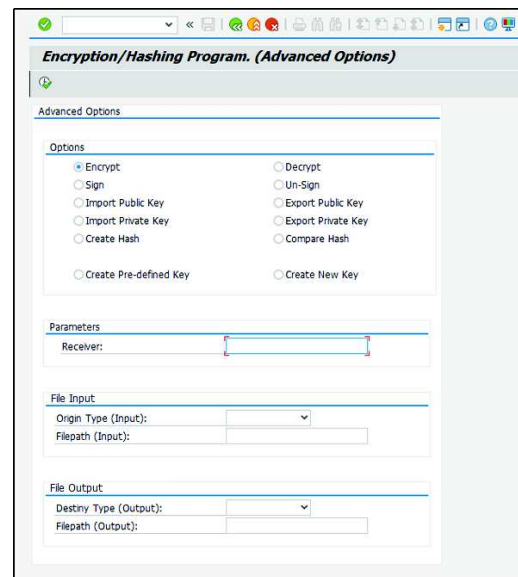 Encryption/Hashing Program. (Advanced Options)
Advanced Options
Options
Encrypt
Decrypt
Sign
Un-Sign
Import Public Key
Export Public Key
Import Private Key
Export Private Key
Create Hash
Compare Hash
Create Pre-defined Key
Create New Key
Parameters
Receiver:
File Input
Origin Type (Input):
Filepath (Input):
File Output
Destiny Type (Output):
Filepath (Output):